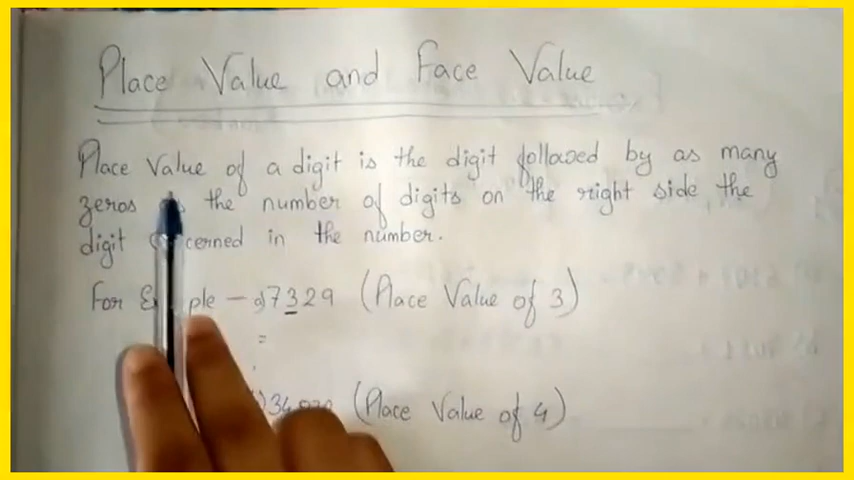 Place Value and Face Value
Place Value of a digit is the digit followed by as many
zeros the number of digits on the right side the
digit in the number.
For – a) 7329 (Place Value of 3)
=
(Place Value of 4)